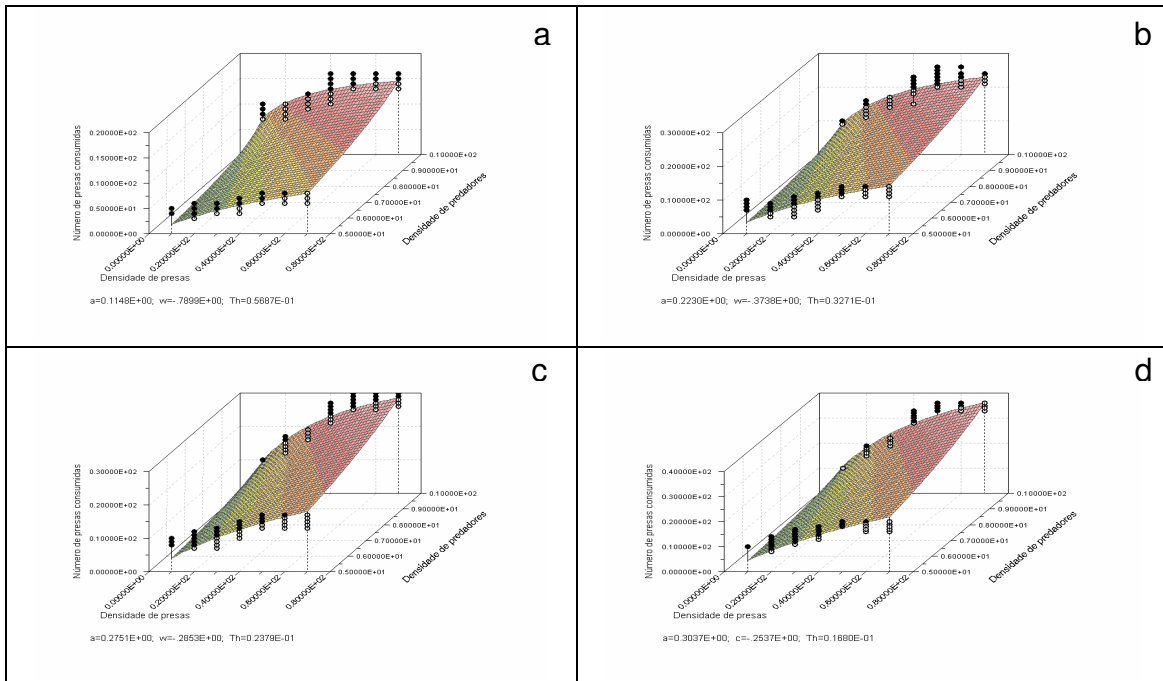 a
Número de presas consumidas
0.20000E+02
0.15000E+02
0.10000E+02
0.50000E+01
0.00000E+00
0.00000E+00
0.20000E+02
0.40000E+02
0.60000E+02
0.80000E+02
Densidade de presas
0.10000E+02
0.90000E+01
0.80000E+01
0.70000E+01
0.60000E+01
0.50000E+01
Densidade de predadores
a=0.1148E+00; w=-.7899E+00; Th=0.5687E-01
b
Número de presas consumidas
0.30000E+02
0.20000E+02
0.10000E+02
0.00000E+00
0.00000E+00
0.20000E+02
0.40000E+02
0.60000E+02
0.80000E+02
Densidade de presas
0.10000E+02
0.90000E+01
0.80000E+01
0.70000E+01
0.60000E+01
0.50000E+01
Densidade de predadores
a=0.2230E+00; w=-.3738E+00; Th=0.3271E-01
c
Número de presas consumidas
0.30000E+02
0.20000E+02
0.10000E+02
0.00000E+00
0.00000E+00
0.20000E+02
0.40000E+02
0.60000E+02
0.80000E+02
Densidade de presas
0.10000E+02
0.90000E+01
0.80000E+01
0.70000E+01
0.60000E+01
0.50000E+01
Densidade de predadores
a=0.2751E+00; w=-.2853E+00; Th=0.2379E-01
d
Número de presas consumidas
0.40000E+02
0.30000E+02
0.20000E+02
0.10000E+02
0.00000E+00
0.00000E+00
0.20000E+02
0.40000E+02
0.60000E+02
0.80000E+02
Densidade de presas
0.10000E+02
0.90000E+01
0.80000E+01
0.70000E+01
0.60000E+01
0.50000E+01
Densidade de predadores
a=0.3037E+00; c=-.2537E+00; Th=0.1680E-01